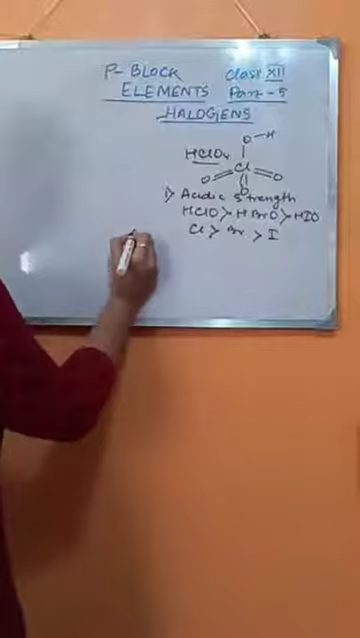 P-BLOCK Class XII
ELEMENTS Part-5
HALOGENS
O-H
HClO4
Cl
O O
O
1) Acidic Strength
HClO > HBrO > HIO
Cl > Br > I